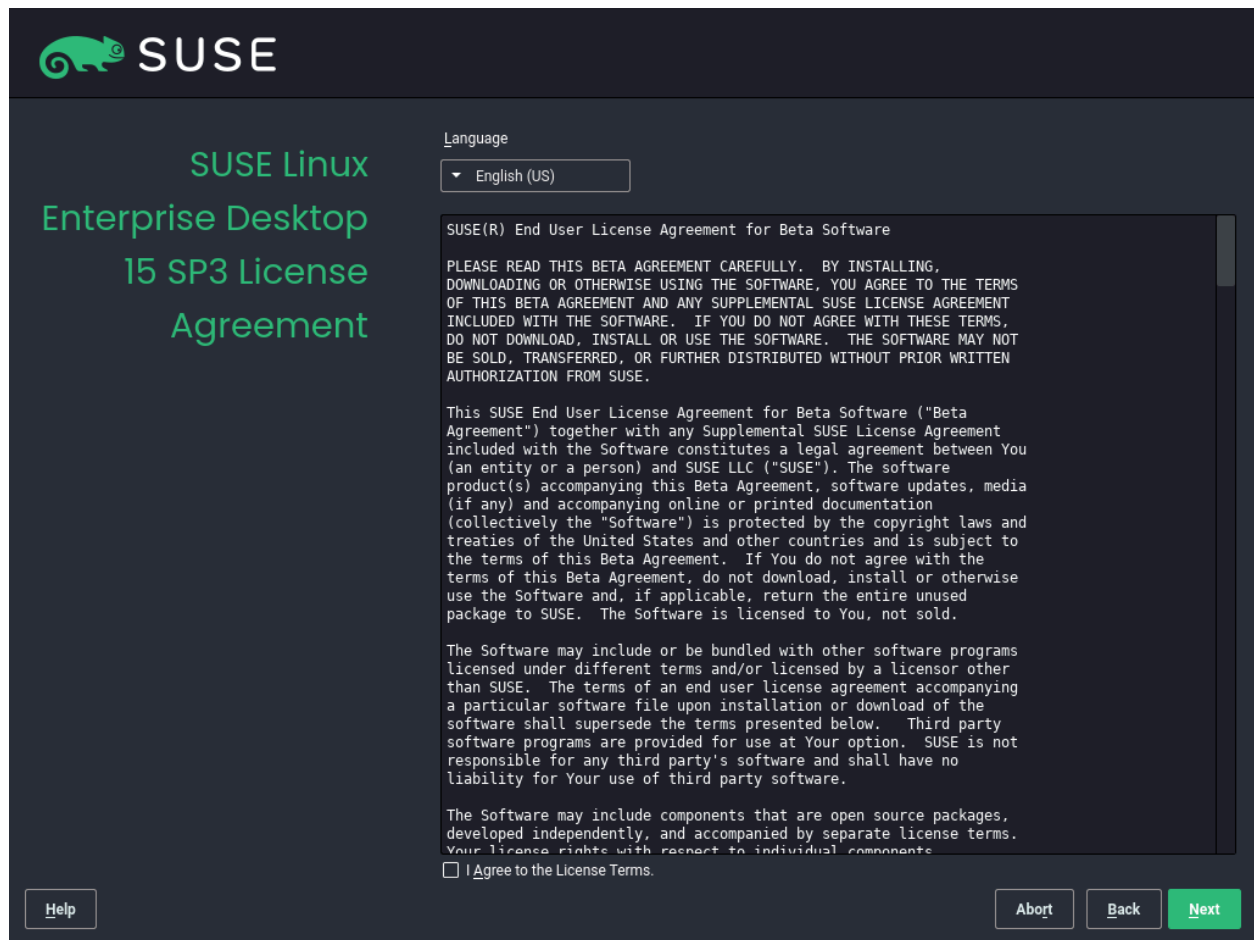 SUSE
SUSE Linux
Enterprise Desktop
15 SP3 License
Agreement
Language
English (US)
SUSE(R) End User License Agreement for Beta Software
PLEASE READ THIS BETA AGREEMENT CAREFULLY.  BY INSTALLING,
DOWNLOADING OR OTHERWISE USING THE SOFTWARE, YOU AGREE TO THE TERMS
OF THIS BETA AGREEMENT AND ANY SUPPLEMENTAL SUSE LICENSE AGREEMENT
INCLUDED WITH THE SOFTWARE.  IF YOU DO NOT AGREE WITH THESE TERMS,
DO NOT DOWNLOAD, INSTALL OR USE THE SOFTWARE.  THE SOFTWARE MAY NOT
BE SOLD, TRANSFERRED, OR FURTHER DISTRIBUTED WITHOUT PRIOR WRITTEN
AUTHORIZATION FROM SUSE.
This SUSE End User License Agreement for Beta Software ("Beta
Agreement") together with any Supplemental SUSE License Agreement
included with the Software constitutes a legal agreement between You
(an entity or a person) and SUSE LLC ("SUSE"). The software
product(s) accompanying this Beta Agreement, software updates, media
(if any) and accompanying online or printed documentation
(collectively the "Software") is protected by the copyright laws and
treaties of the United States and other countries and is subject to
the terms of this Beta Agreement.  If You do not agree with the
terms of this Beta Agreement, do not download, install or otherwise
use the Software and, if applicable, return the entire unused
package to SUSE.  The Software is licensed to You, not sold.
The Software may include or be bundled with other software programs
licensed under different terms and/or licensed by a licensor other
than SUSE.  The terms of an end user license agreement accompanying
a particular software file upon installation or download of the
software shall supersede the terms presented below.   Third party
software programs are provided for use at Your option.  SUSE is not
responsible for any third party's software and shall have no
liability for Your use of third party software.
The Software may include components that are open source packages,
developed independently, and accompanied by separate license terms.
Your license rights with respect to individual components
I Agree to the License Terms.
Help
Abort
Back
Next